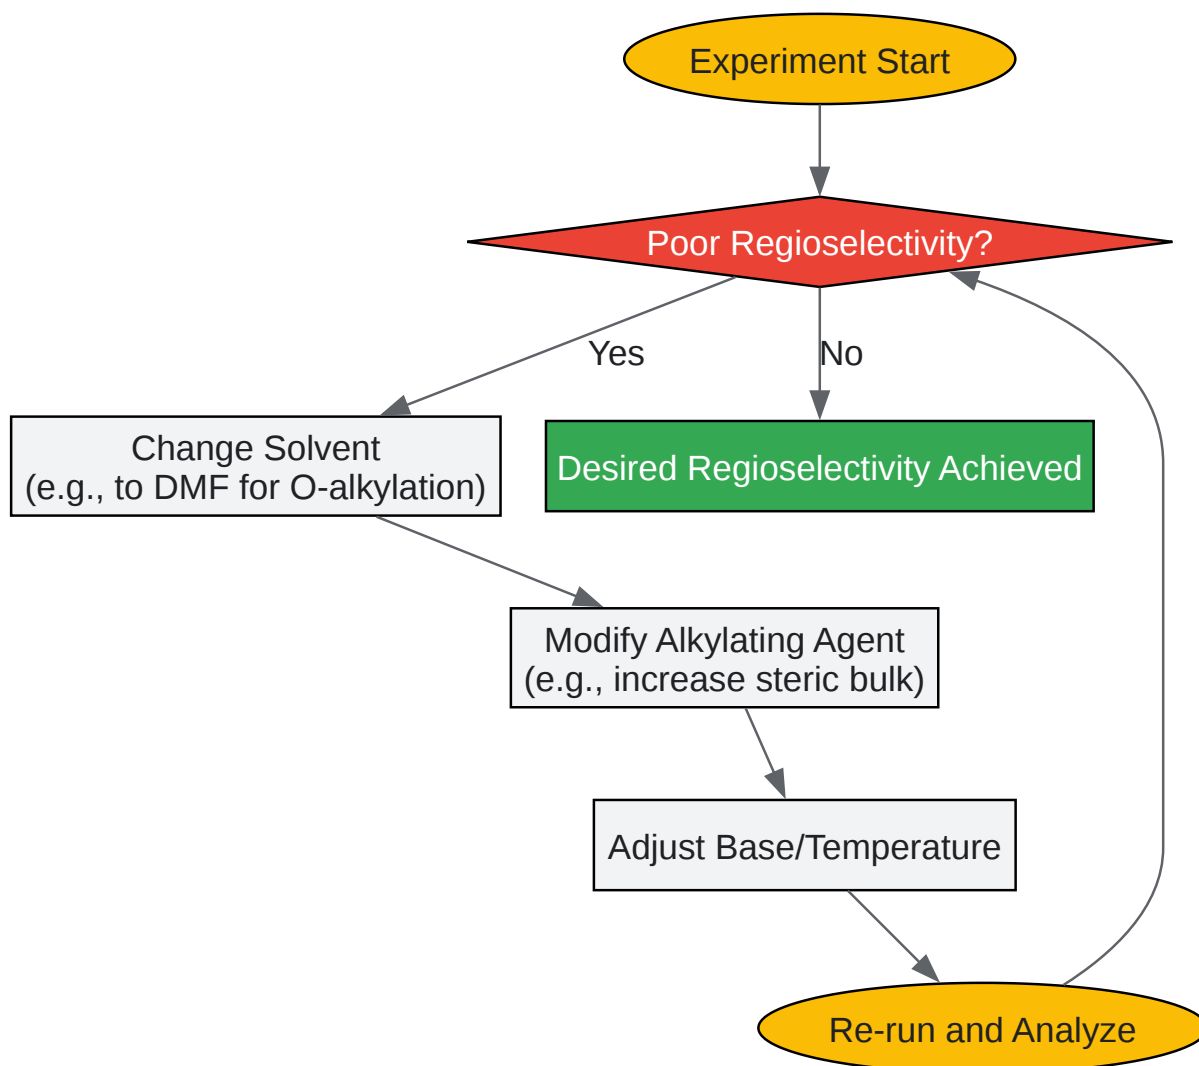 Experiment Start
Poor Regioselectivity?
Yes
No
Change Solvent
(e.g., to DMF for O-alkylation)
Desired Regioselectivity Achieved
Modify Alkylating Agent
(e.g., increase steric bulk)
Adjust Base/Temperature
Re-run and Analyze